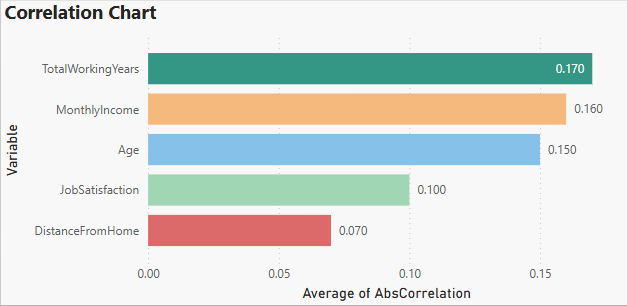 Correlation Chart
Variable
TotalWorkingYears 0.170
MonthlyIncome 0.160
Age 0.150
JobSatisfaction 0.100
DistanceFromHome 0.070
0.00 0.05 0.10 0.15
Average of AbsCorrelation